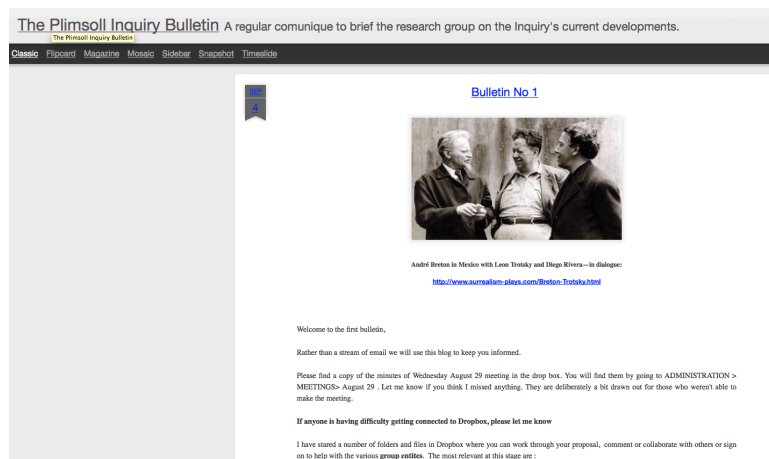 The Plimsoll Inquiry Bulletin A regular comunique to brief the research group on the Inquiry's current developments.
The Plimsoll Inquiry Bulletin
Classic Flipcard Magazine Mosaic Sidebar Snapshot Timeslide
SEP
4
Bulletin No 1
André Breton in Mexico with Leon Trotsky and Diego Rivera—in dialogue:
http://www.surrealism-plays.com/Breton-Trotsky.html
Welcome to the first bulletin,
Rather than a stream of email we will use this blog to keep you informed.
Please find a copy of the minutes of Wednesday August 29 meeting in the drop box. You will find them by going to ADMINISTRATION >
MEETINGS> August 29 . Let me know if you think I missed anything. They are deliberately a bit drawn out for those who weren't able to
make the meeting.
If anyone is having difficulty getting connected to Dropbox, please let me know
I have stared a number of folders and files in Dropbox where you can work through your proposal, comment or collaborate with others or sign
on to help with the various group entites. The most relevant at this stage are :